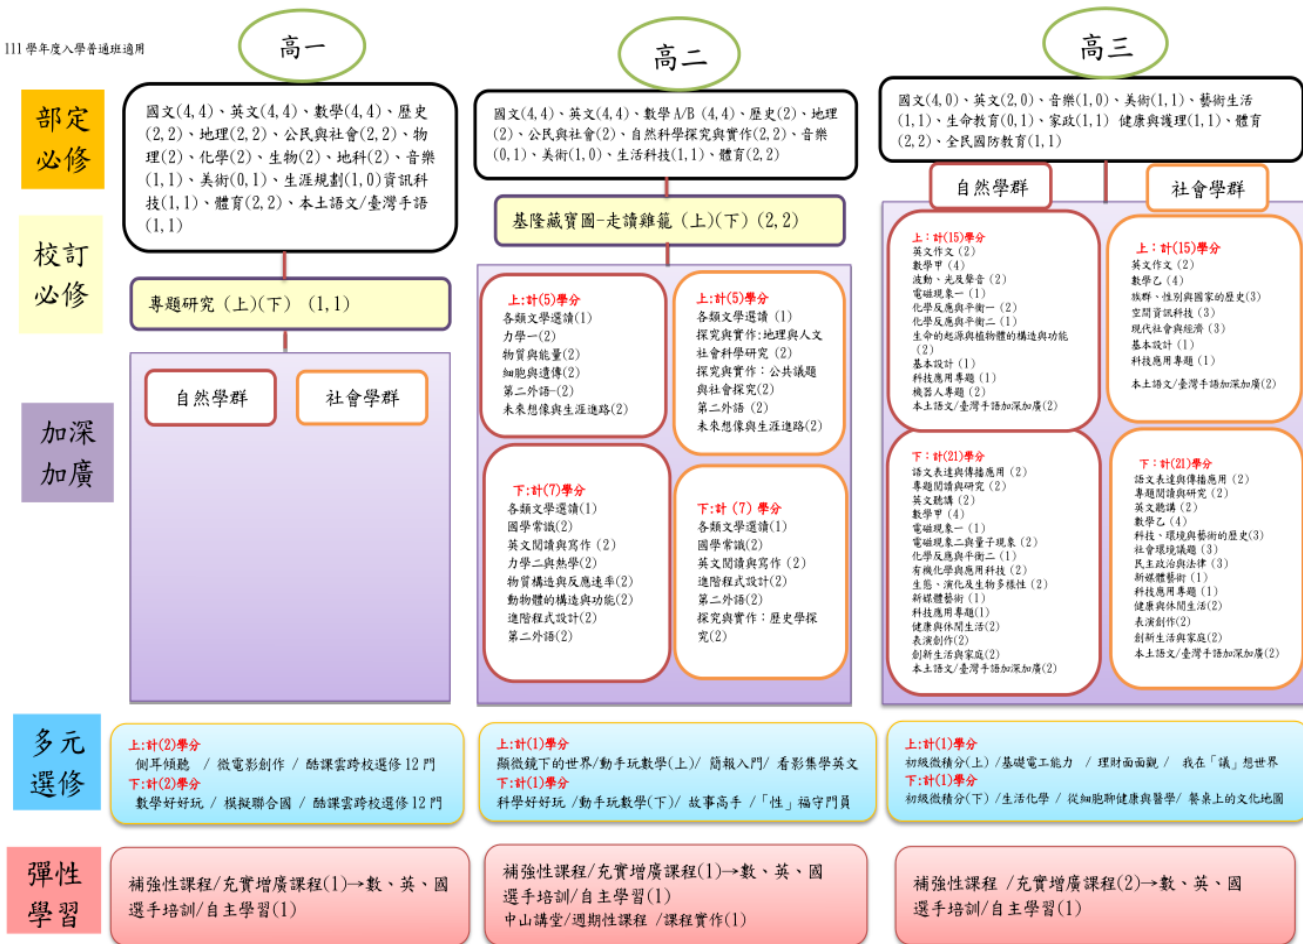 111 學年度入學普通班適用
高一
高二
高三
部定
必修
國文(4,4)、英文(4,4)、數學(4,4)、歷史
(2,2)、地理(2,2)、公民與社會(2,2)、物
理(2)、化學(2)、生物(2)、地科(2)、音樂
(1,1)、美術(0,1)、生涯規劃(1,0)資訊科
技(1,1)、體育(2,2)、本土語文/臺灣手語
(1,1)
國文(4,4)、英文(4,4)、數學 A/B (4,4)、歷史(2)、地理
(2)、公民與社會(2)、自然科學探究與實作(2,2)、音樂
(0,1)、美術(1,0)、生活科技(1,1)、體育(2,2)
國文(4,0)、英文(2,0)、音樂(1,0)、美術(1,1)、藝術生活
(1,1)、生命教育(0,1)、家政(1,1) 健康與護理(1,1)、體育
(2,2)、全民國防教育(1,1)
校訂
必修
專題研究 (上)(下) (1,1)
基隆藏寶圖-走讀雞籠 (上)(下) (2,2)
自然學群
社會學群
加深
加廣
自然學群
社會學群
上:計(5)學分
各類文學選讀(1)
力學一(2)
物質與能量(2)
細胞與遺傳(2)
第二外語-(2)
未來想像與生涯進路(2)
上:計(5)學分
各類文學選讀 (1)
探究與實作:地理與人文
社會科學研究 (2)
探究與實作：公共議題
與社會探究(2)
第二外語 (2)
未來想像與生涯進路(2)
下:計(7)學分
各類文學選讀(1)
國學常識(2)
英文閱讀與寫作 (2)
力學二與熱學(2)
物質構造與反應速率(2)
動物體的構造與功能(2)
進階程式設計(2)
第二外語(2)
下:計 (7) 學分
各類文學選讀(1)
國學常識(2)
英文閱讀與寫作 (2)
進階程式設計(2)
第二外語(2)
探究與實作：歷史學探
究(2)
上：計(15)學分
英文作文 (2)
數學甲 (4)
波動、光及聲音 (2)
電磁現象一 (1)
化學反應與平衡一 (2)
化學反應與平衡二 (1)
生命的起源與植物體的構造與功能
(2)
基本設計 (1)
科技應用專題 (1)
機器人專題 (2)
本土語文/臺灣手語加深加廣(2)
上：計(15)學分
英文作文 (2)
數學乙 (4)
族群、性別與國家的歷史(3)
空間資訊科技 (3)
現代社會與經濟 (3)
基本設計 (1)
科技應用專題 (1)
本土語文/臺灣手語加深加廣(2)
下：計(21)學分
語文表達與傳播應用 (2)
專題閱讀與研究 (2)
英文聽講 (2)
數學甲 (4)
電磁現象一 (1)
電磁現象二與量子現象 (2)
化學反應與平衡二 (1)
有機化學與應用科技 (2)
生態、演化及生物多樣性 (2)
新媒體藝術 (1)
科技應用專題(1)
健康與休閒生活(2)
表演創作(2)
創新生活與家庭(2)
本土語文/臺灣手語加深加廣(2)
下：計(21)學分
語文表達與傳播應用 (2)
專題閱讀與研究 (2)
英文聽講 (2)
數學乙 (4)
科技、環境與藝術的歷史(3)
社會環境議題 (3)
民主政治與法律 (3)
新媒體藝術 (1)
科技應用專題 (1)
健康與休閒生活(2)
表演創作(2)
創新生活與家庭(2)
本土語文/臺灣手語加深加廣(2)
多元
選修
上:計(2)學分
側耳傾聽 / 微電影創作 / 酷課雲跨校選修 12 門
下:計(2)學分
數學好好玩 / 模擬聯合國 / 酷課雲跨校選修 12 門
上:計(1)學分
顯微鏡下的世界/動手玩數學(上)/ 簡報入門/ 看影集學英文
下:計(1)學分
科學好好玩 /動手玩數學(下)/ 故事高手 /「性」福守門員
上:計(1)學分
初級微積分(上) /基礎電工能力 / 理財面面觀 / 我在「議」想世界
下:計(1)學分
初級微積分(下) /生活化學 / 從細胞聊健康與醫學/ 餐桌上的文化地圖
彈性
學習
補強性課程/充實增廣課程(1)→數、英、國
選手培訓/自主學習(1)
補強性課程/充實增廣課程(1)→數、英、國
選手培訓/自主學習(1)
中山講堂/週期性課程 /課程實作(1)
補強性課程 /充實增廣課程(2)→數、英、國
選手培訓/自主學習(1)